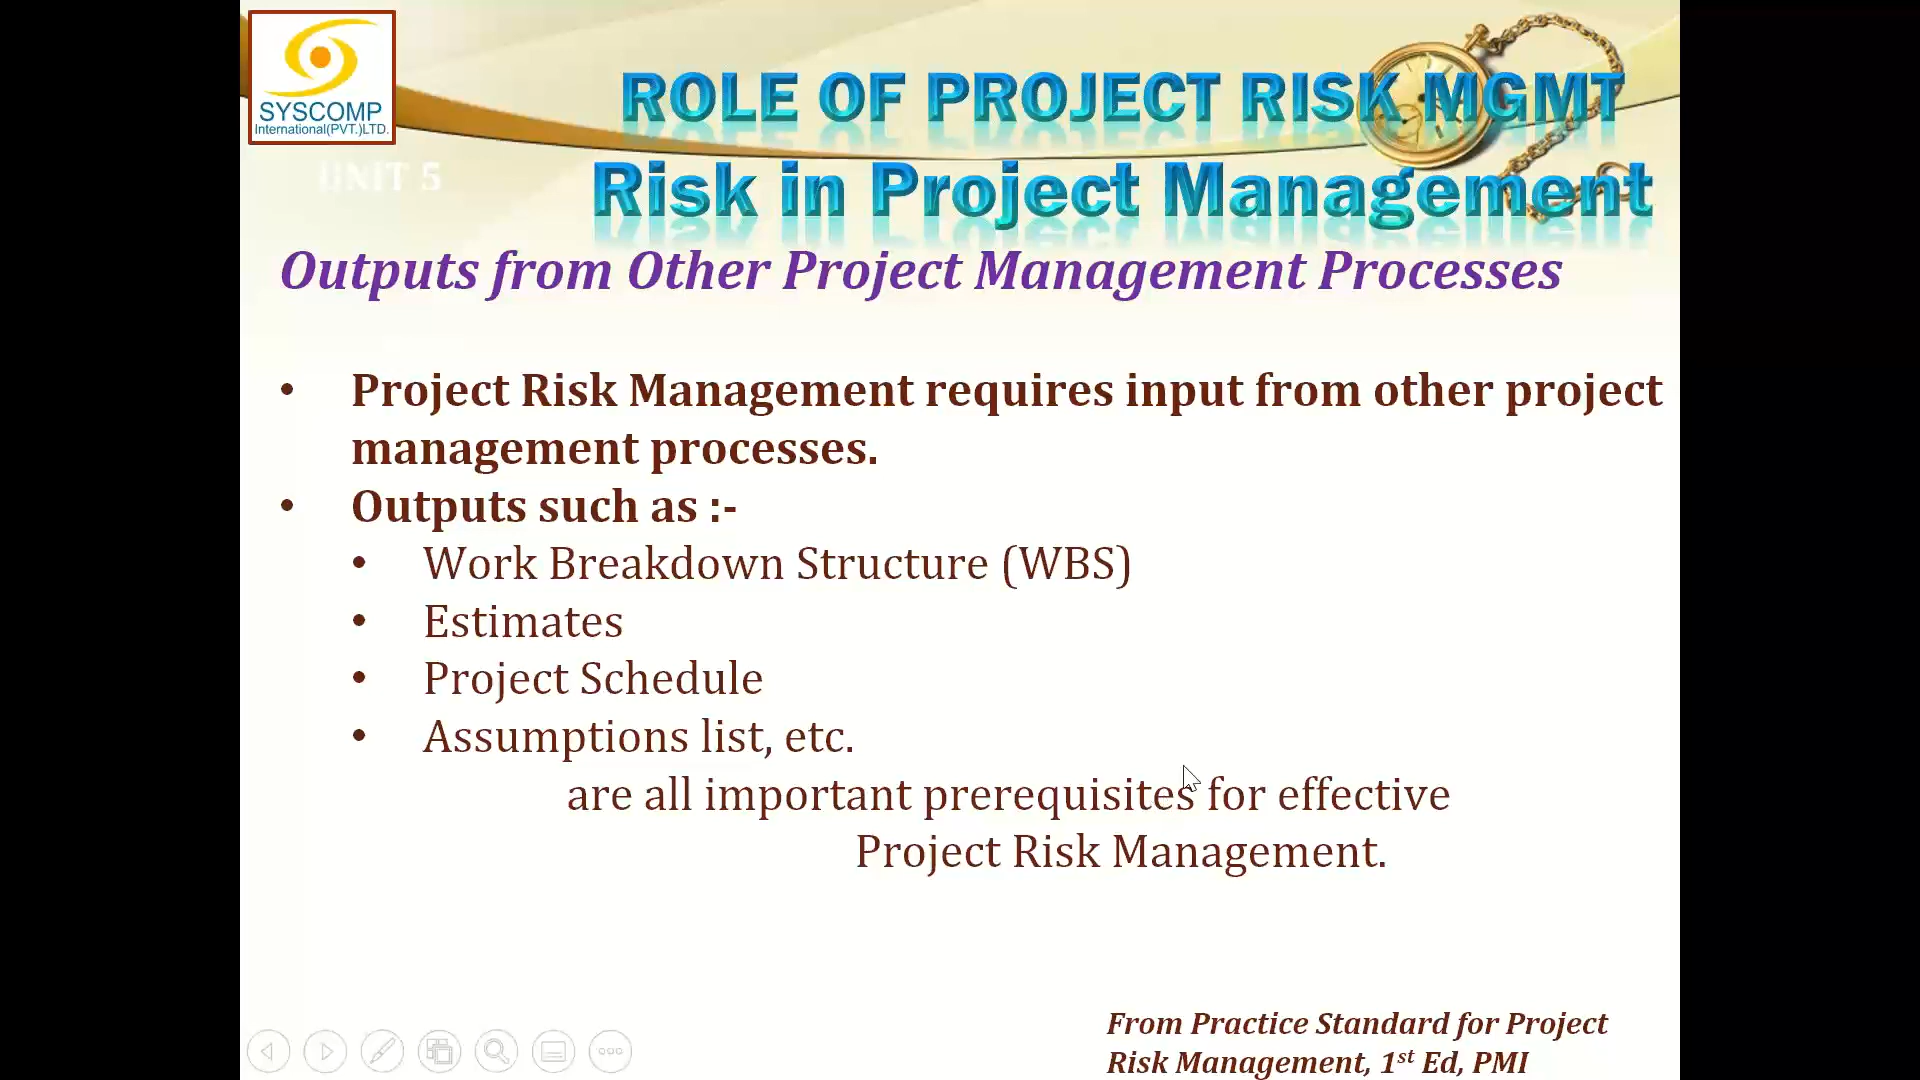 SYSCOMP
International(PVT.)LTD.
UNIT 5
ROLE OF PROJECT RISK MGMT
Risk in Project Management
Outputs from Other Project Management Processes
• Project Risk Management requires input from other project
management processes.
• Outputs such as :-
• Work Breakdown Structure (WBS)
• Estimates
• Project Schedule
• Assumptions list, etc.
are all important prerequisites for effective
Project Risk Management.
From Practice Standard for Project
Risk Management, 1st Ed, PMI